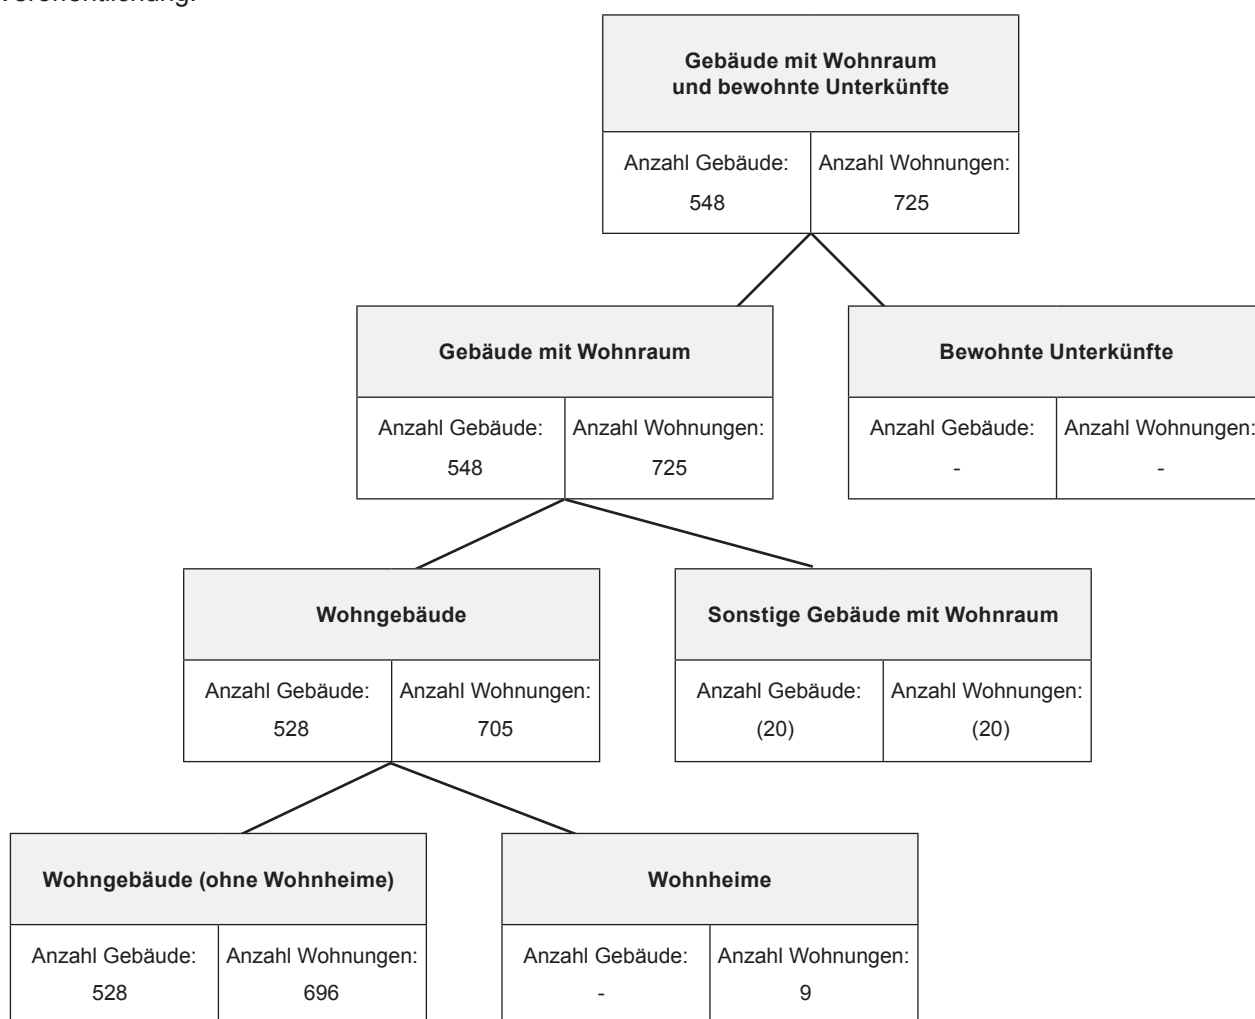 Gebäude mit Wohnraum
und bewohnte Unterkünfte
Anzahl Gebäude: Anzahl Wohnungen:
548 725
Gebäude mit Wohnraum Bewohnte Unterkünfte
Anzahl Gebäude: Anzahl Wohnungen: Anzahl Gebäude: Anzahl Wohnungen:
548 725 - -
Wohngebäude Sonstige Gebäude mit Wohnraum
Anzahl Gebäude: Anzahl Wohnungen: Anzahl Gebäude: Anzahl Wohnungen:
528 705 (20) (20)
Wohngebäude (ohne Wohnheime) Wohnheime
Anzahl Gebäude: Anzahl Wohnungen: Anzahl Gebäude: Anzahl Wohnungen:
528 696 - 9